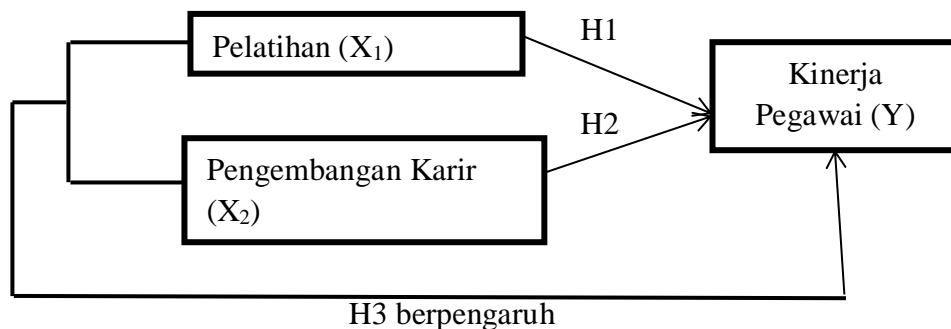 Pelatihan (X₁)
H1
Kinerja
Pegawai (Y)
H2
Pengembangan Karir
(X₂)
H3 berpengaruh